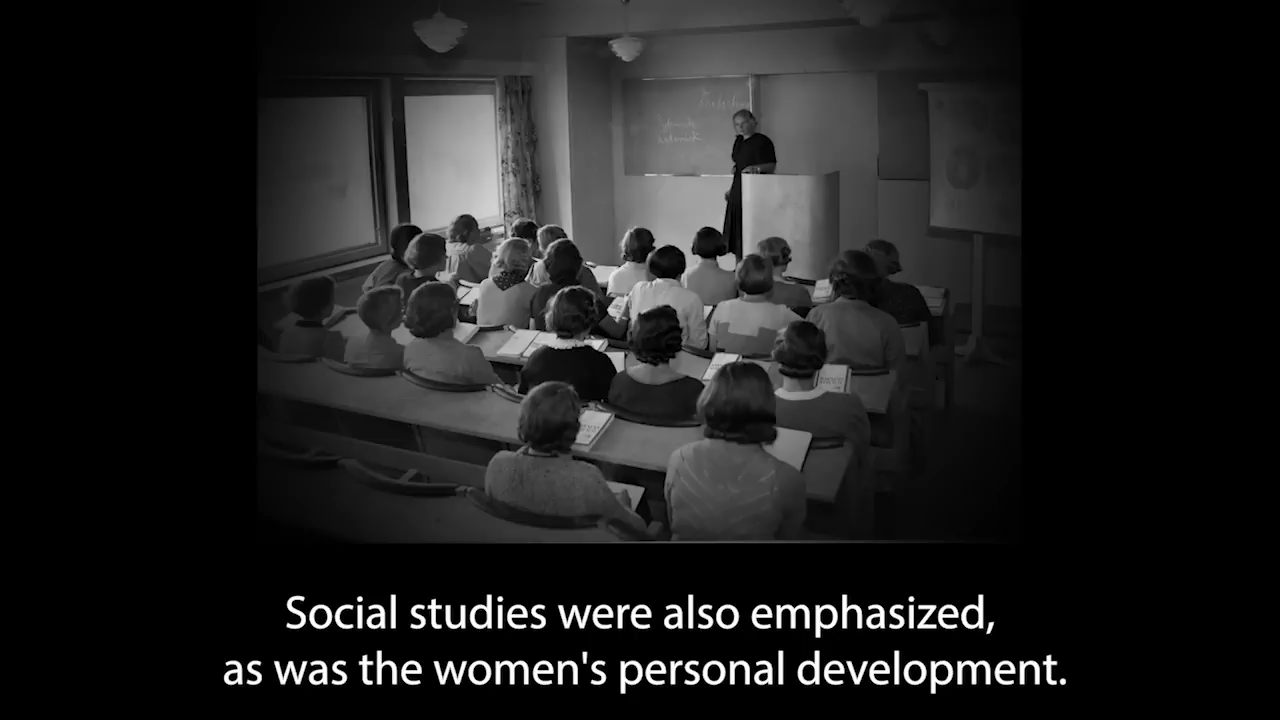 Social studies were also emphasized,
as was the women's personal development.